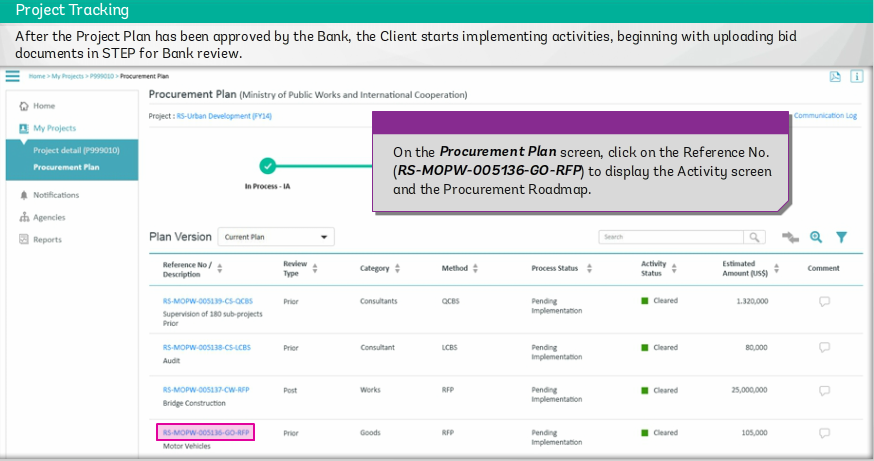 Project Tracking
After the Project Plan has been approved by the Bank, the Client starts implementing activities, beginning with uploading bid
documents in STEP for Bank review.
Home > My Projects > P999010 > Procurement Plan
Home
My Projects
Project detail (P999010)
Procurement Plan
Notifications
Agencies
Reports
Procurement Plan (Ministry of Public Works and International Cooperation)
Project : RS-Urban Development (FY14)
Communication Log
On the Procurement Plan screen, click on the Reference No.
(RS-MOPW-005136-GO-RFP) to display the Activity screen
and the Procurement Roadmap.
In Process - IA
Plan Version Current Plan Search
Reference No / Description Review Type Category Method Process Status Activity Status Estimated Amount (US$) Comment
RS-MOPW-005139-CS-QCBS Prior Consultants QCBS Pending Implementation Cleared 1,320,000
Supervision of 180 sub-projects
Prior
RS-MOPW-005138-CS-LCBS Prior Consultant LCBS Pending Implementation Cleared 80,000
Audit
RS-MOPW-005137-CW-RFP Post Works RFP Pending Implementation Cleared 25,000,000
Bridge Construction
RS-MOPW-005136-GO-RFP Prior Goods RFP Pending Implementation Cleared 105,000
Motor Vehicles